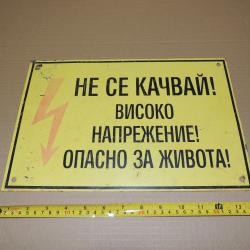 НЕ СЕ КАЧВАЙ!
ВИСОКО
НАПРЕЖЕНИЕ!
ОПАСНО ЗА ЖИВОТА!